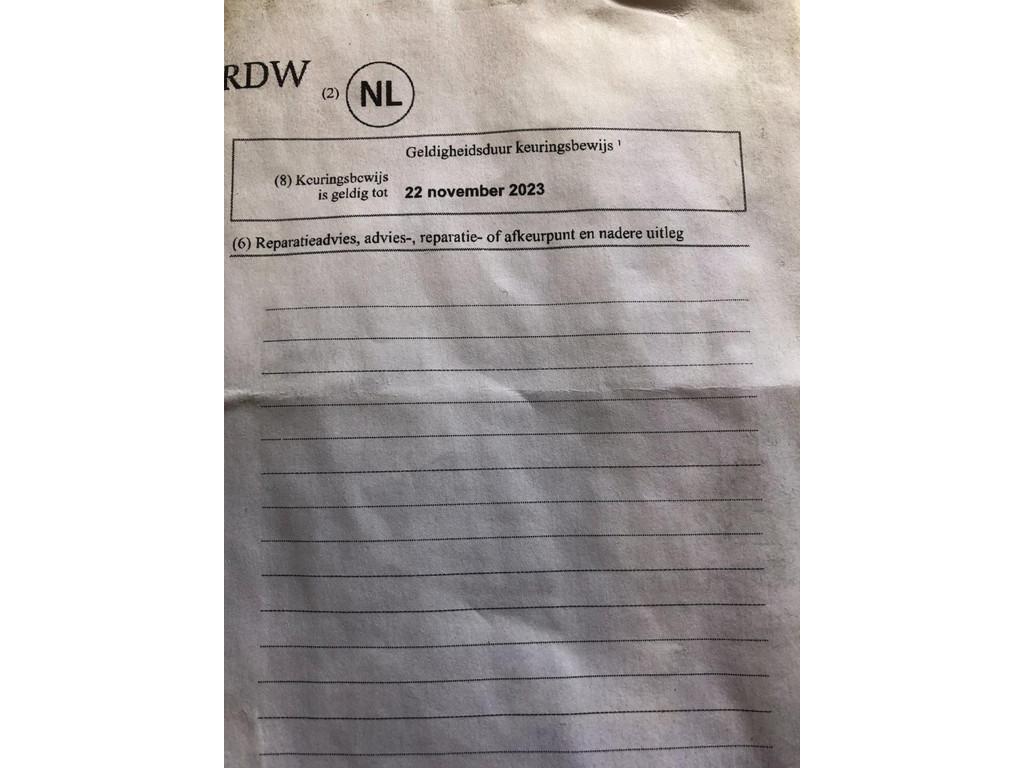 RDW (2) NL
Geldigheidsduur keuringsbewijs ¹
(8) Keuringsbewijs
is geldig tot 22 november 2023
(6) Reparatieadvies, advies-, reparatie- of afkeurpunt en nadere uitleg